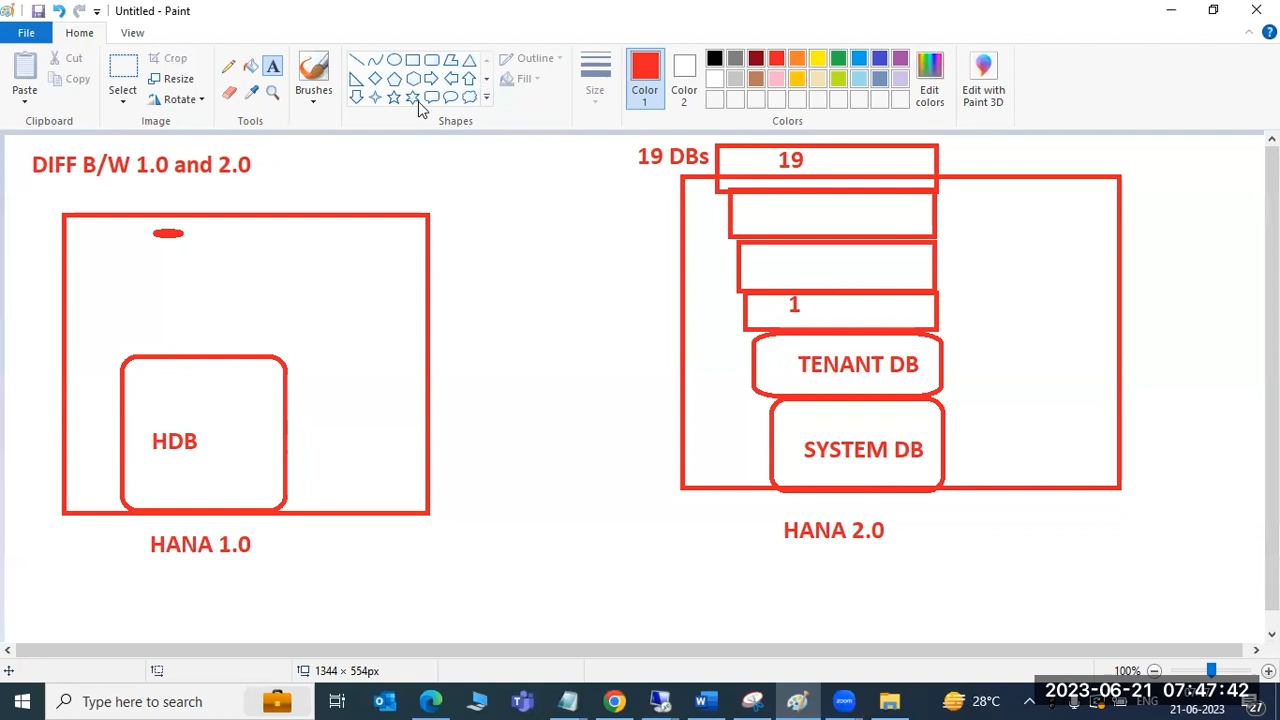 Untitled - Paint
File
Home
View
Paste
Cut
Copy
Clipboard
Select
Crop
Resize
Rotate
Image
Tools
Brushes
Shapes
Outline
Fill
Size
Color 1
Color 2
Edit colors
Colors
Edit with Paint 3D
DIFF B/W 1.0 and 2.0
HDB
HANA 1.0
19 DBs
19
1
TENANT DB
SYSTEM DB
HANA 2.0
1344 × 554px
100%
Type here to search
zoom
28°C
ENG
2023-06-21 07:47:42
21-06-2023
27